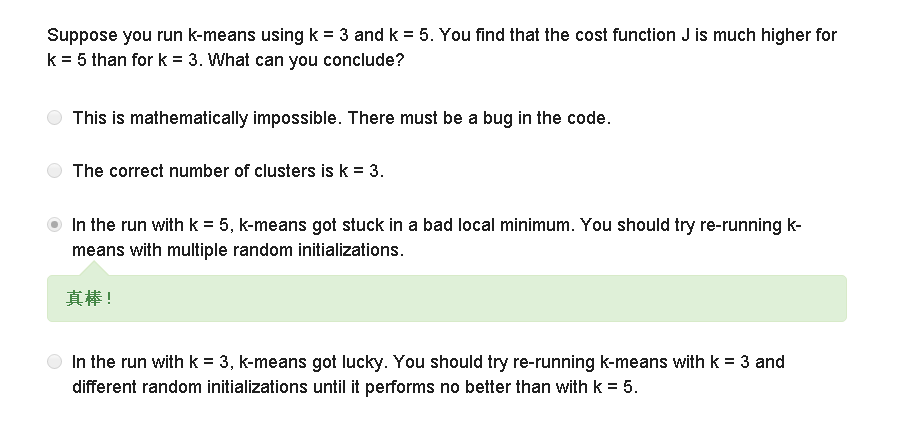 Suppose you run k-means using k = 3 and k = 5. You find that the cost function J is much higher for
k = 5 than for k = 3. What can you conclude?
This is mathematically impossible. There must be a bug in the code.
The correct number of clusters is k = 3.
In the run with k = 5, k-means got stuck in a bad local minimum. You should try re-running k-
means with multiple random initializations.
真棒！
In the run with k = 3, k-means got lucky. You should try re-running k-means with k = 3 and
different random initializations until it performs no better than with k = 5.